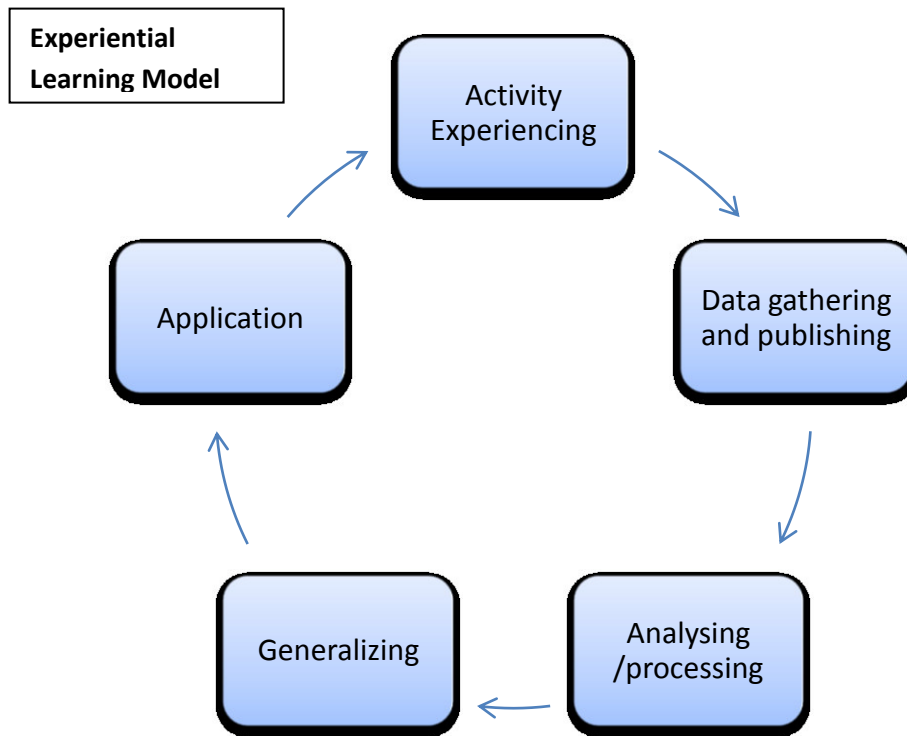 Experiential
Learning Model
Activity
Experiencing
Data gathering
and publishing
Analysing
/processing
Generalizing
Application